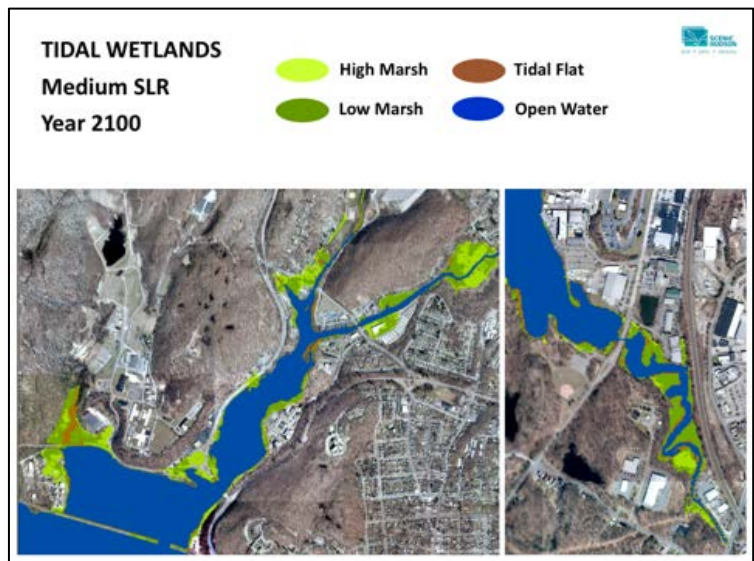 TIDAL WETLANDS
Medium SLR
Year 2100
High Marsh
Tidal Flat
Low Marsh
Open Water
SCENIC
HUDSON